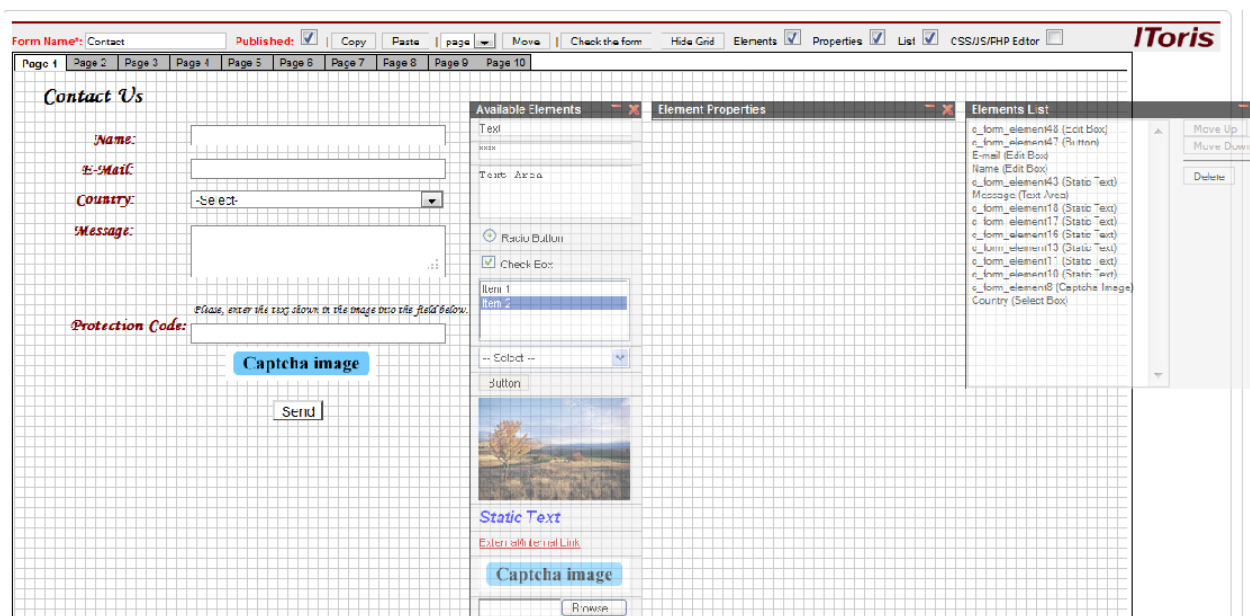 Form Name*: Contact Published: | Copy Paste | page Move | Check the form Hide Grid Elements Properties List CSS/JS/PHP Editor IToris
Page 1 Page 2 Page 3 Page 4 Page 5 Page 6 Page 7 Page 8 Page 9 Page 10
Contact Us
Name:
E-Mail:
Country: -Select-
Message:
Please, enter the text shown in the image into the field below.
Protection Code:
Captcha image
Send
Available Elements
Text
Text Area
Radio Button
Check Box
Item 1
Item 2
-- Select --
Button
Static Text
External/Internal Link
Captcha image
Browse...
Element Properties
Elements List
c_form_element48 (Edit Box)
c_form_element47 (Button)
E-mail (Edit Box)
Name (Edit Box)
c_form_element43 (Static Text)
Message (Text Area)
c_form_element18 (Static Text)
c_form_element17 (Static Text)
c_form_element16 (Static Text)
c_form_element13 (Static Text)
c_form_element11 (Static Text)
c_form_element10 (Static Text)
c_form_element8 (Captcha Image)
Country (Select Box)
Move Up
Move Down
Delete